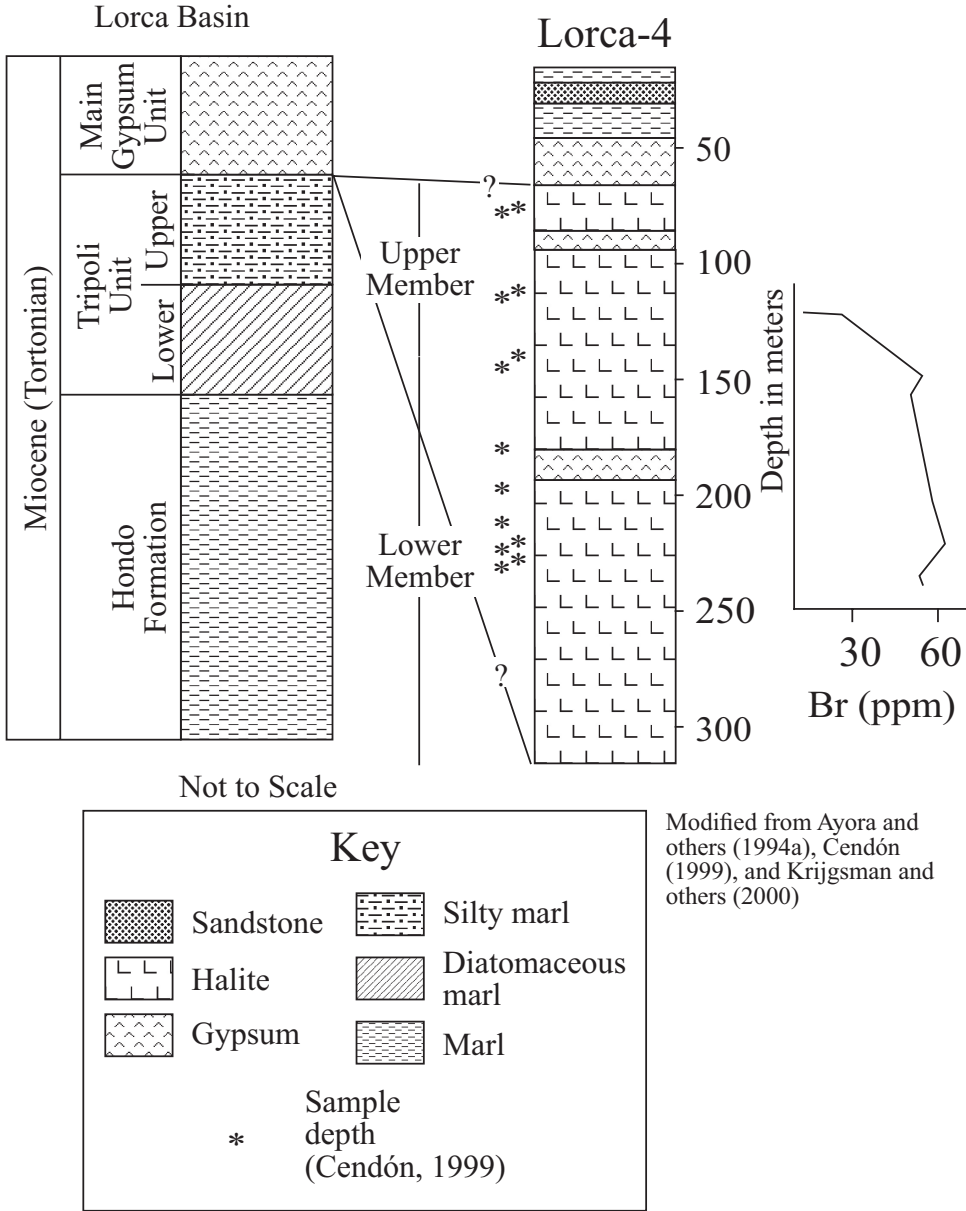 Lorca Basin
Lorca-4
Miocene (Tortonian)
Main
Gypsum
Unit
Tripoli
Unit
Upper
Lower
Hondo
Formation
?
Upper
Member
Lower
Member
?
* *
* *
* *
*
*
*
* *
* *
50
100
150
200
250
300
Depth in meters
30
60
Br (ppm)
Not to Scale
Key
Sandstone
Halite
Gypsum
Silty marl
Diatomaceous
marl
Marl
*
Sample
depth
(Cendón, 1999)
Modified from Ayora and
others (1994a), Cendón
(1999), and Krijgsman and
others (2000)